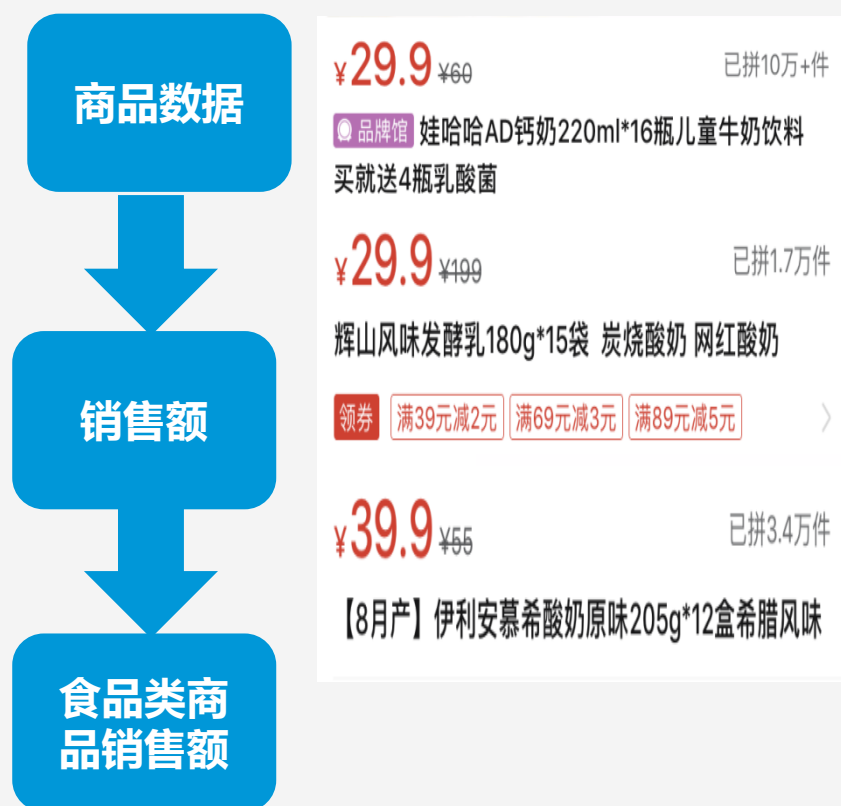 商品数据
销售额
食品类商
品销售额
¥29.9 ¥60 已拼10万+件
品牌馆 娃哈哈AD钙奶220ml*16瓶儿童牛奶饮料
买就送4瓶乳酸菌
¥29.9 ¥199 已拼1.7万件
辉山风味发酵乳180g*15袋 炭烧酸奶 网红酸奶
领券 满39元减2元 满69元减3元 满89元减5元
¥39.9 ¥55 已拼3.4万件
【8月产】伊利安慕希酸奶原味205g*12盒希腊风味